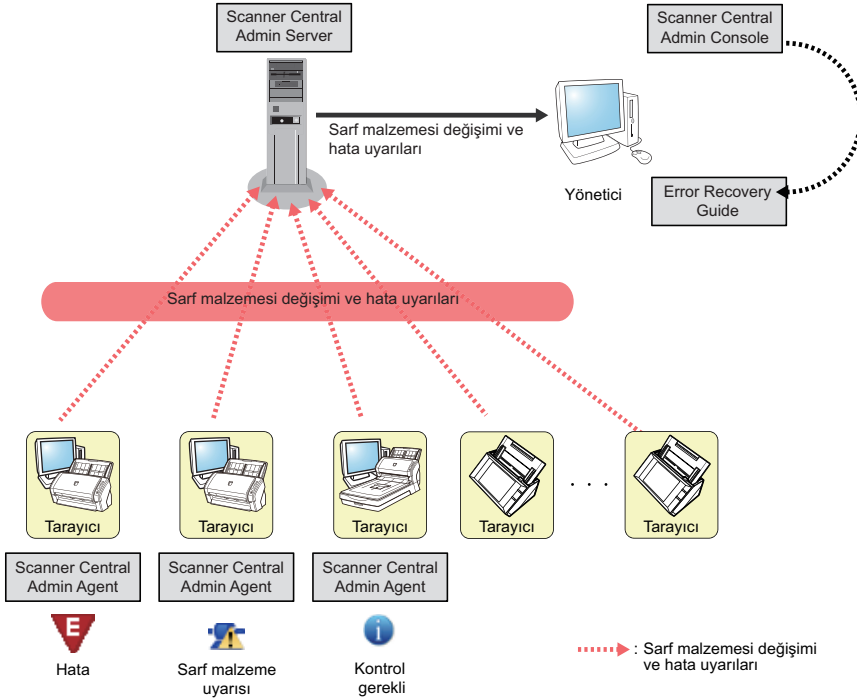 Scanner Central
Admin Server
Scanner Central
Admin Console
Sarf malzemesi değişimi ve
hata uyarıları
Yönetici
Error Recovery
Guide
Sarf malzemesi değişimi ve hata uyarıları
Tarayıcı
Tarayıcı
Tarayıcı
Tarayıcı
. . .
Tarayıcı
Scanner Central
Admin Agent
Scanner Central
Admin Agent
Scanner Central
Admin Agent
E
Hata
Sarf malzeme
uyarısı
i
Kontrol
gerekli
: Sarf malzemesi değişimi
ve hata uyarıları